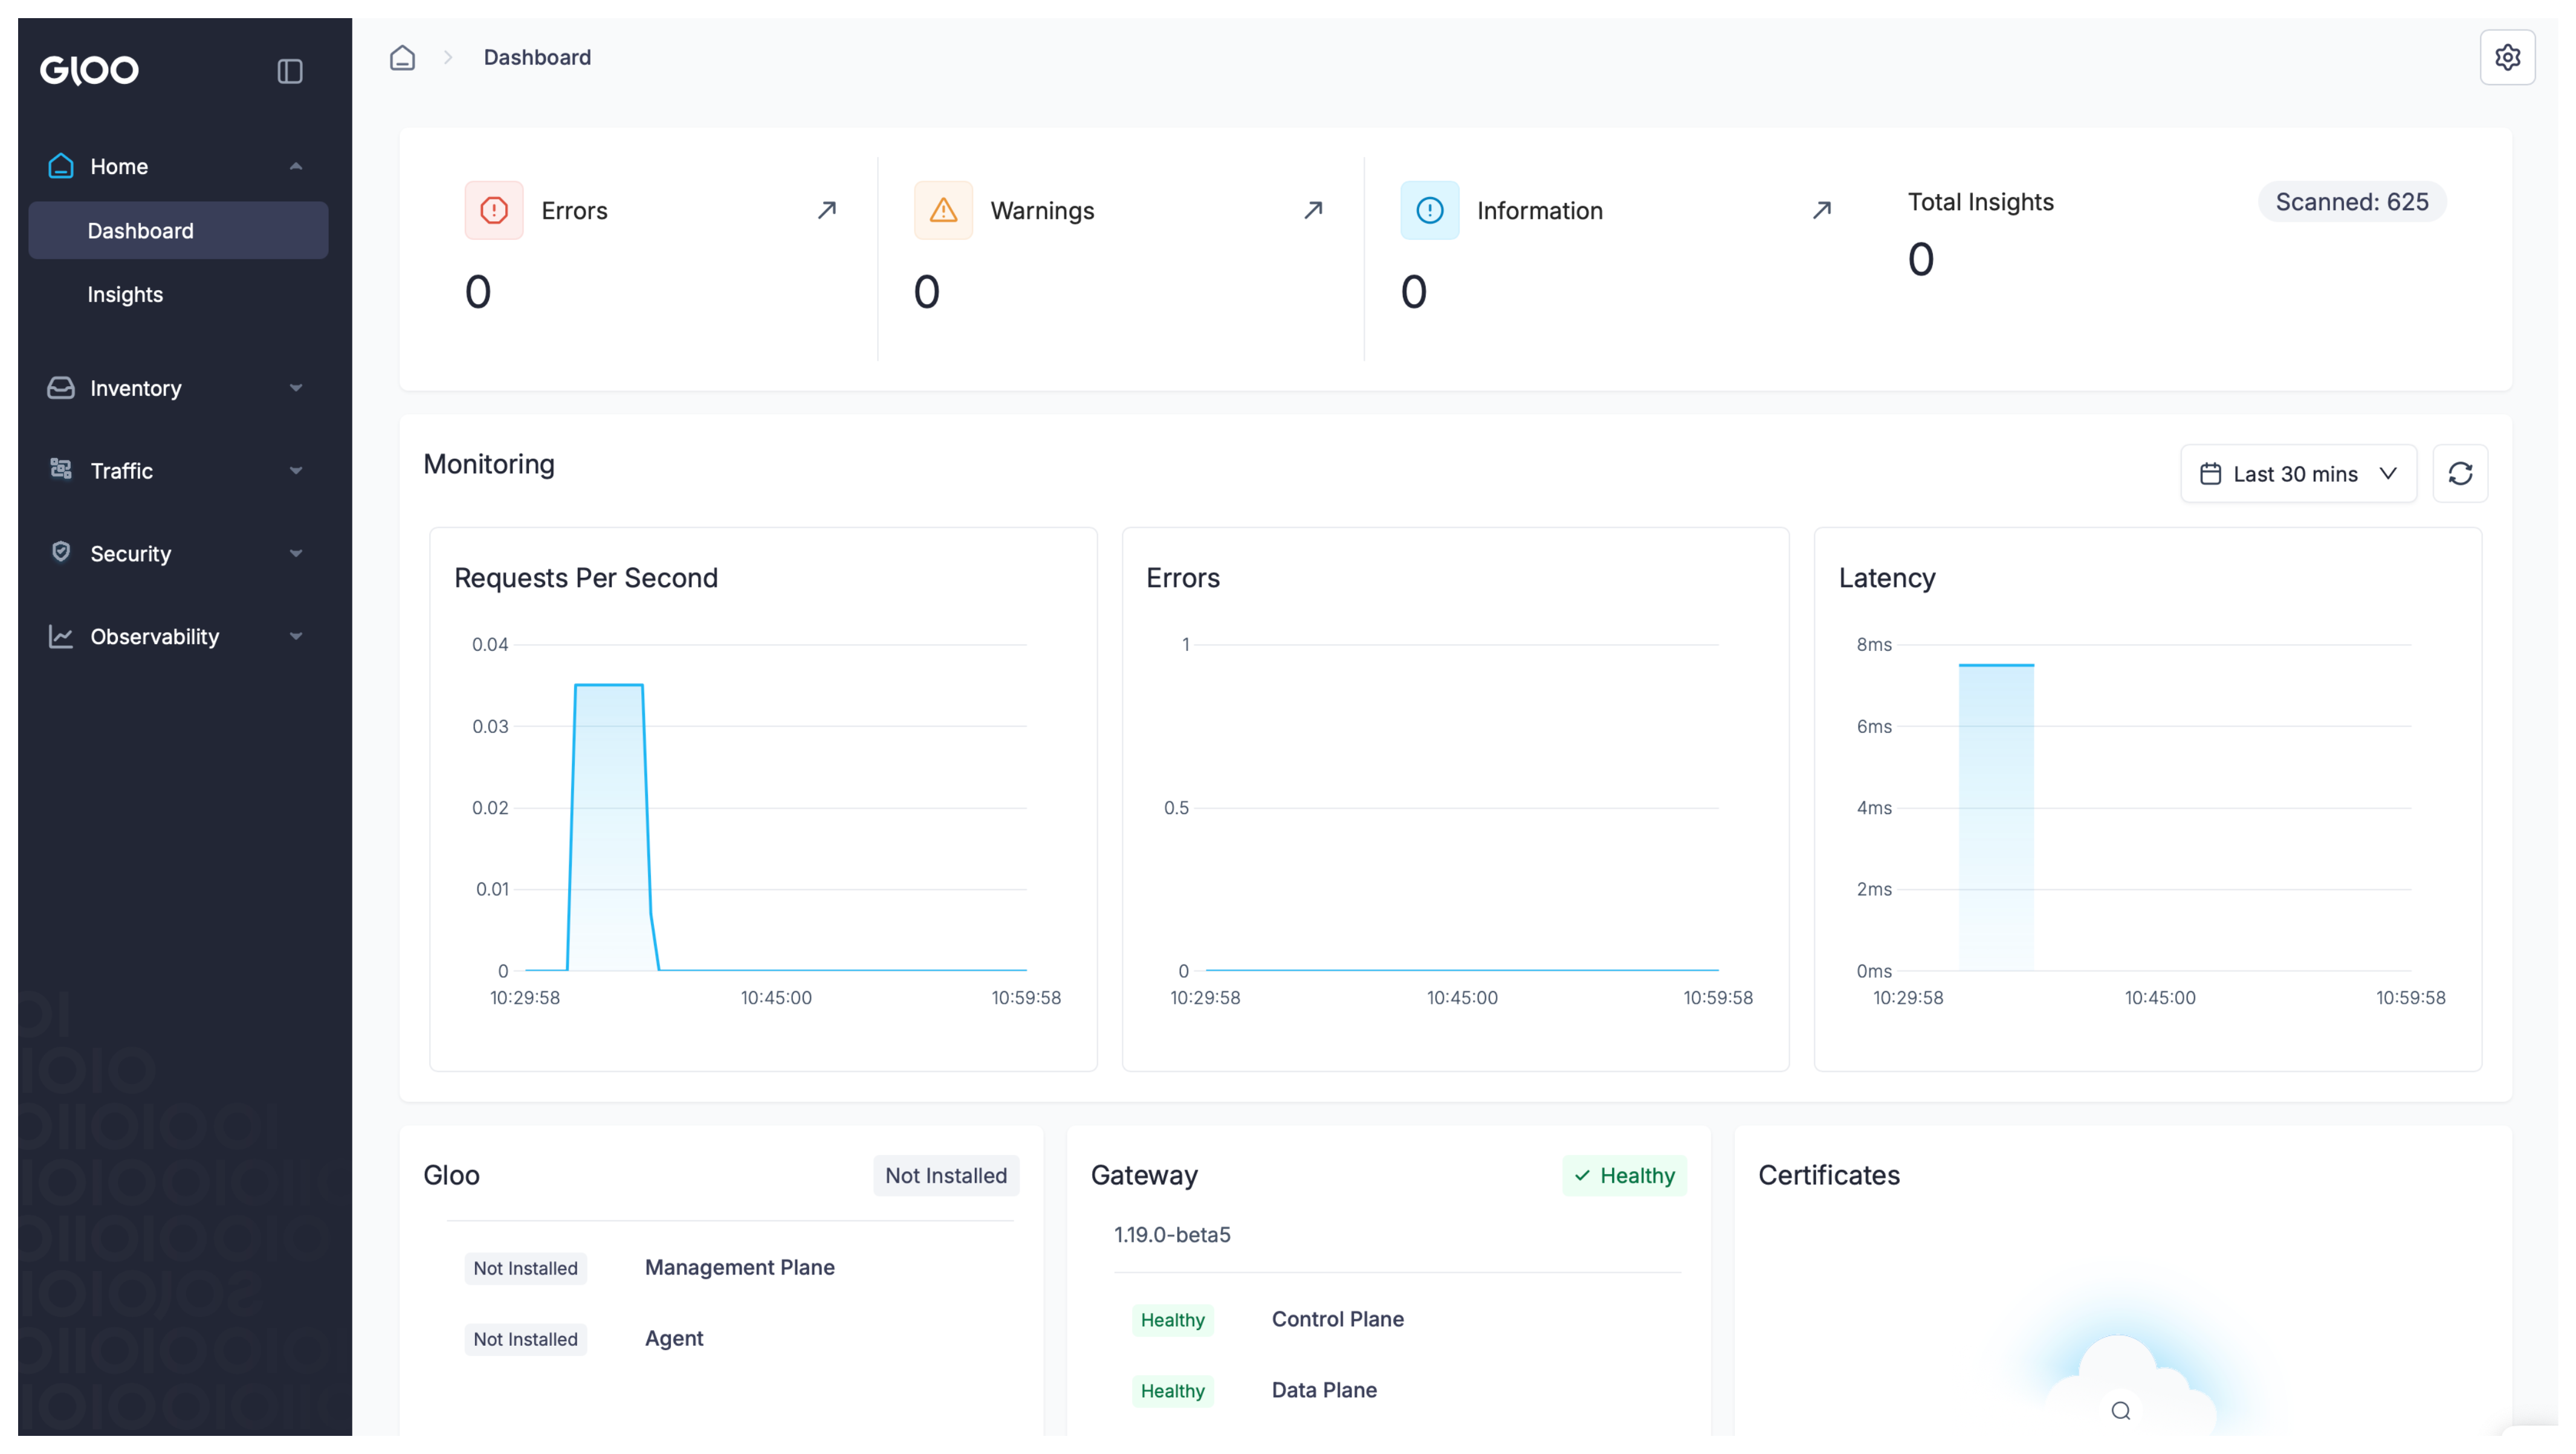 GLOO
Home
Dashboard
Insights
Inventory
Traffic
Security
Observability
Dashboard
Errors
0
Warnings
0
Information
0
Total Insights
0
Scanned: 625
Monitoring
Last 30 mins
Requests Per Second
0.04
0.03
0.02
0.01
0
10:29:58 10:45:00 10:59:58
Errors
1
0.5
0
10:29:58 10:45:00 10:59:58
Latency
8ms
6ms
4ms
2ms
0ms
10:29:58 10:45:00 10:59:58
Gloo
Not Installed
Not Installed Management Plane
Not Installed Agent
Gateway
Healthy
1.19.0-beta5
Healthy Control Plane
Healthy Data Plane
Certificates